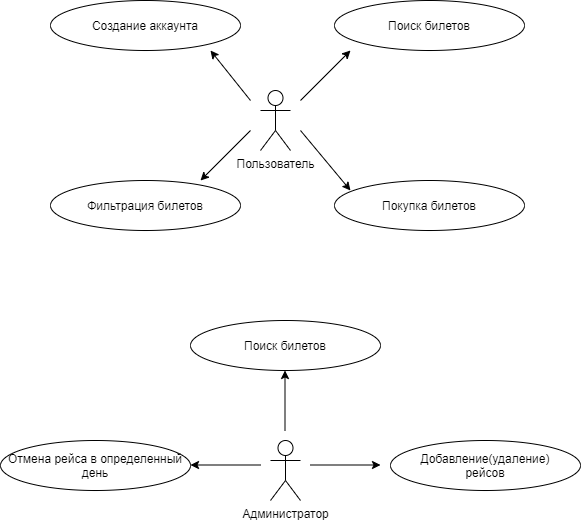 Создание аккаунта
Поиск билетов
Пользователь
Фильтрация билетов
Покупка билетов
Поиск билетов
Отмена рейса в определенный
день
Добавление(удаление)
рейсов
Администратор